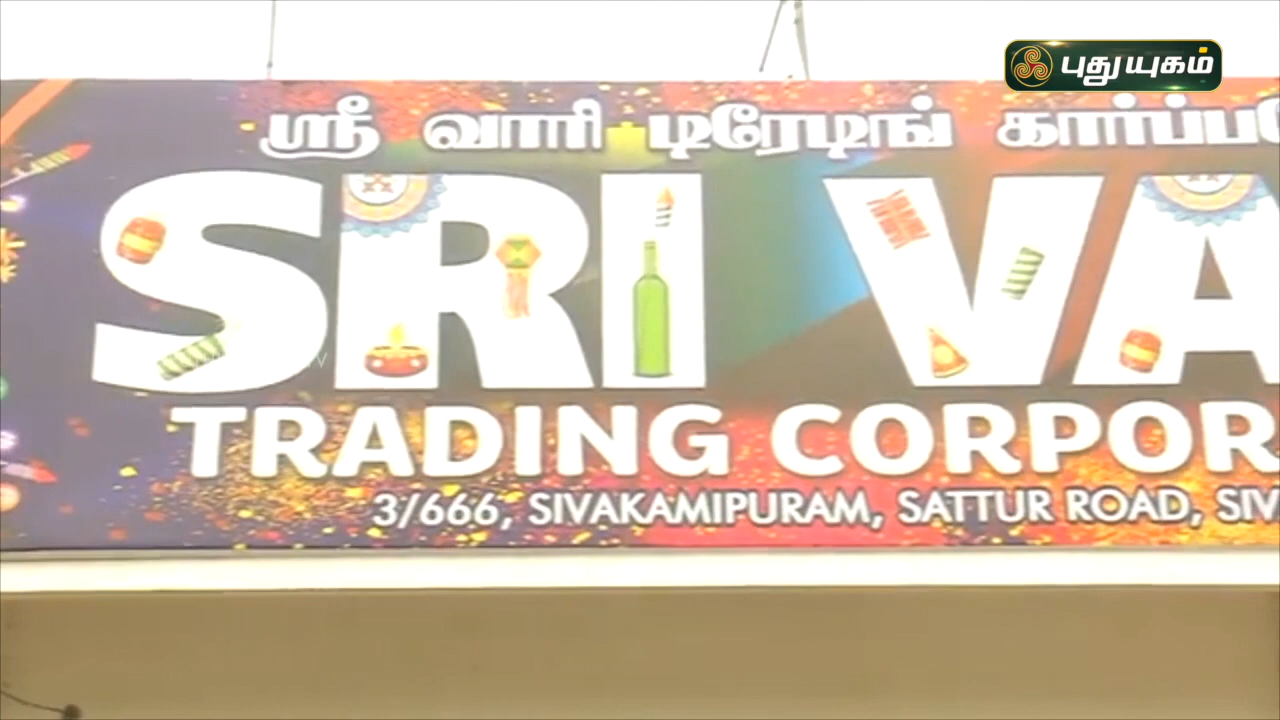 புதுயுகம்
ஸ்ரீ வாரி டிரேடிங் கார்ப்ப
SRI VA
TRADING CORPOR
3/666, SIVAKAMIPURAM, SATTUR ROAD, SIV